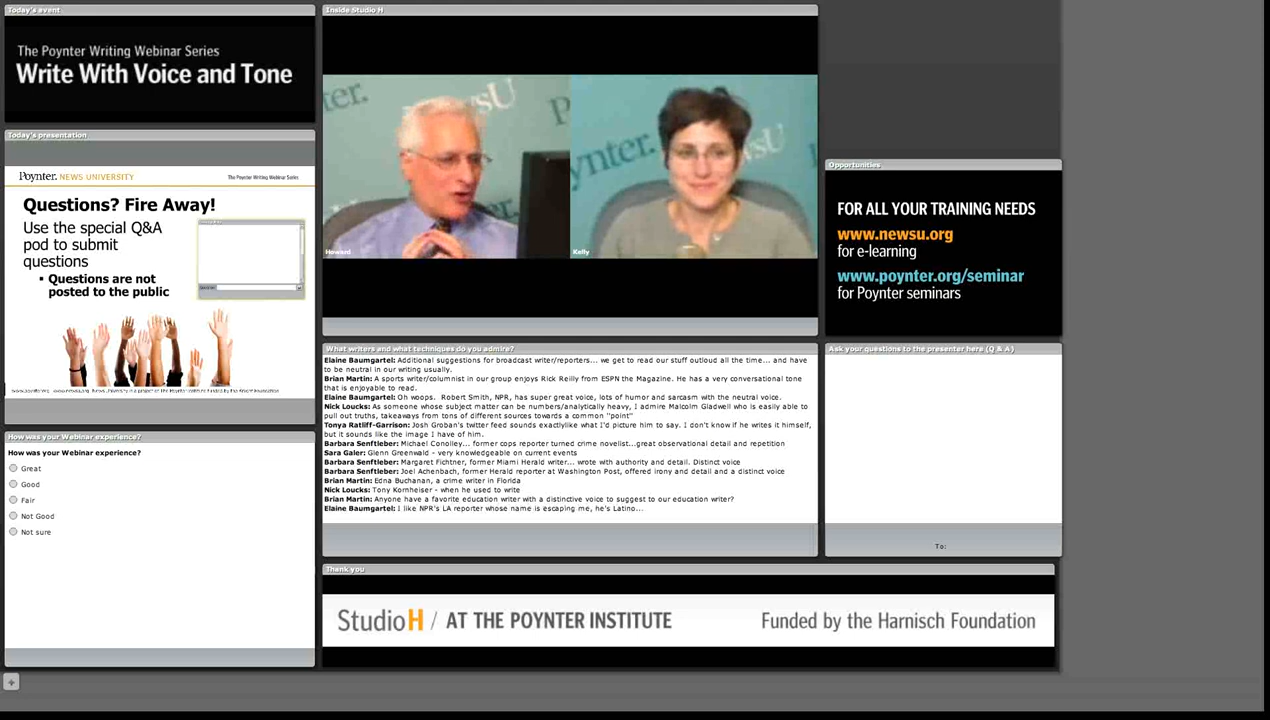 Today's event
The Poynter Writing Webinar Series
Write With Voice and Tone
Today's presentation
Poynter. NEWS UNIVERSITY
The Poynter Writing Webinar Series
Questions? Fire Away!
Use the special Q&A
pod to submit
questions
▪ Questions are not
posted to the public
How was your Webinar experience?
How was your Webinar experience?
Great
Good
Fair
Not Good
Not sure
Inside Studio H
Howard
Kelly
Opportunities
FOR ALL YOUR TRAINING NEEDS
www.newsu.org
for e-learning
www.poynter.org/seminar
for Poynter seminars
What writers and what techniques do you admire?
Elaine Baumgartel: Additional suggestions for broadcast writer/reporters... we get to read our stuff outloud all the time... and have
to be neutral in our writing usually.
Brian Martin: A sports writer/columnist in our group enjoys Rick Reilly from ESPN the Magazine. He has a very conversational tone
that is enjoyable to read.
Elaine Baumgartel: Oh woops.  Robert Smith, NPR, has super great voice, lots of humor and sarcasm with the neutral voice.
Nick Loucks: As someone whose subject matter can be numbers/analytically heavy, I admire Malcolm Gladwell who is easily able to
pull out truths, takeaways from tons of different sources towards a common "point"
Tonya Ratliff-Garrison: Josh Groban's twitter feed sounds exactlylike what I'd picture him to say. I don't know if he writes it himself,
but it sounds like the image I have of him.
Barbara Senftleber: Michael Conolley... former cops reporter turned crime novelist...great observational detail and repetition
Sara Galer: Glenn Greenwald - very knowledgeable on current events
Barbara Senftleber: Margaret Fichtner, former Miami Herald writer... wrote with authority and detail. Distinct voice
Barbara Senftleber: Joel Achenbach, former Herald reporter at Washington Post, offered irony and detail and a distinct voice
Brian Martin: Edna Buchanan, a crime writer in Florida
Nick Loucks: Tony Kornheiser - when he used to write
Brian Martin: Anyone have a favorite education writer with a distinctive voice to suggest to our education writer?
Elaine Baumgartel: I like NPR's LA reporter whose name is escaping me, he's Latino...
Ask your questions to the presenter here (Q & A)
To:
Thank you
StudioH / AT THE POYNTER INSTITUTE
Funded by the Harnisch Foundation